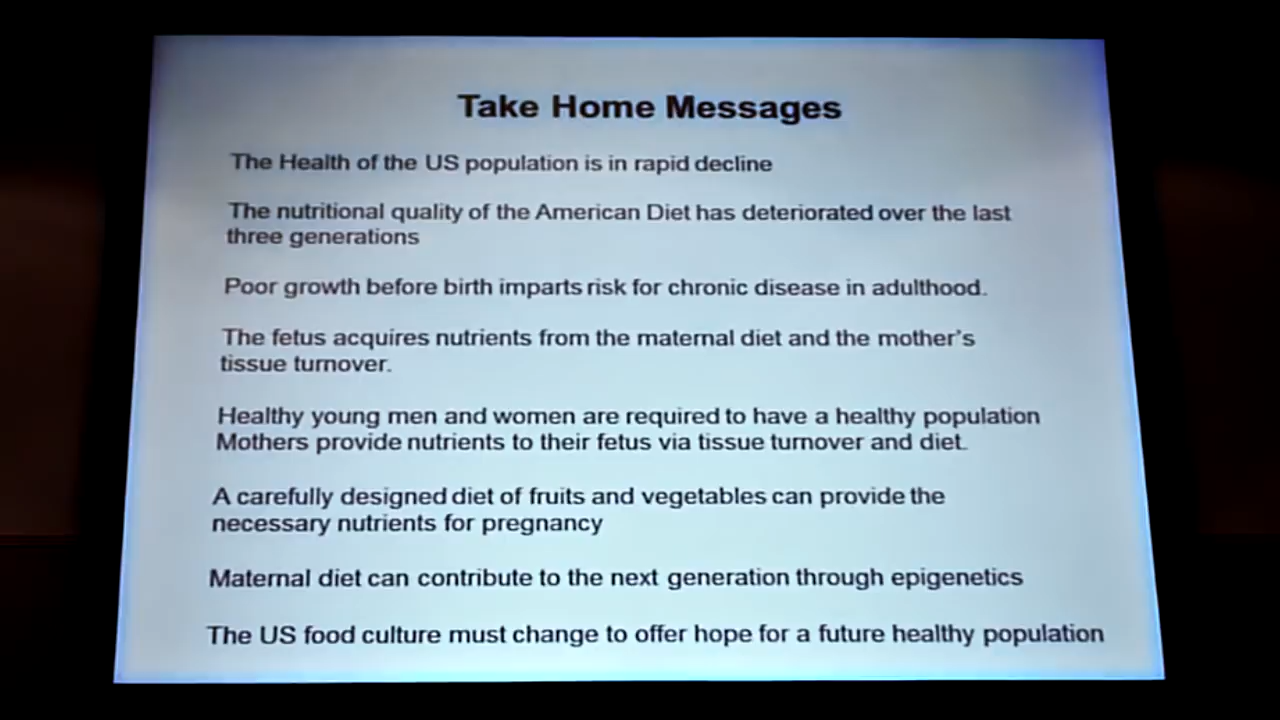 Take Home Messages
The Health of the US population is in rapid decline
The nutritional quality of the American Diet has deteriorated over the last
three generations
Poor growth before birth imparts risk for chronic disease in adulthood.
The fetus acquires nutrients from the maternal diet and the mother's
tissue turnover.
Healthy young men and women are required to have a healthy population
Mothers provide nutrients to their fetus via tissue turnover and diet.
A carefully designed diet of fruits and vegetables can provide the
necessary nutrients for pregnancy
Maternal diet can contribute to the next generation through epigenetics
The US food culture must change to offer hope for a future healthy population